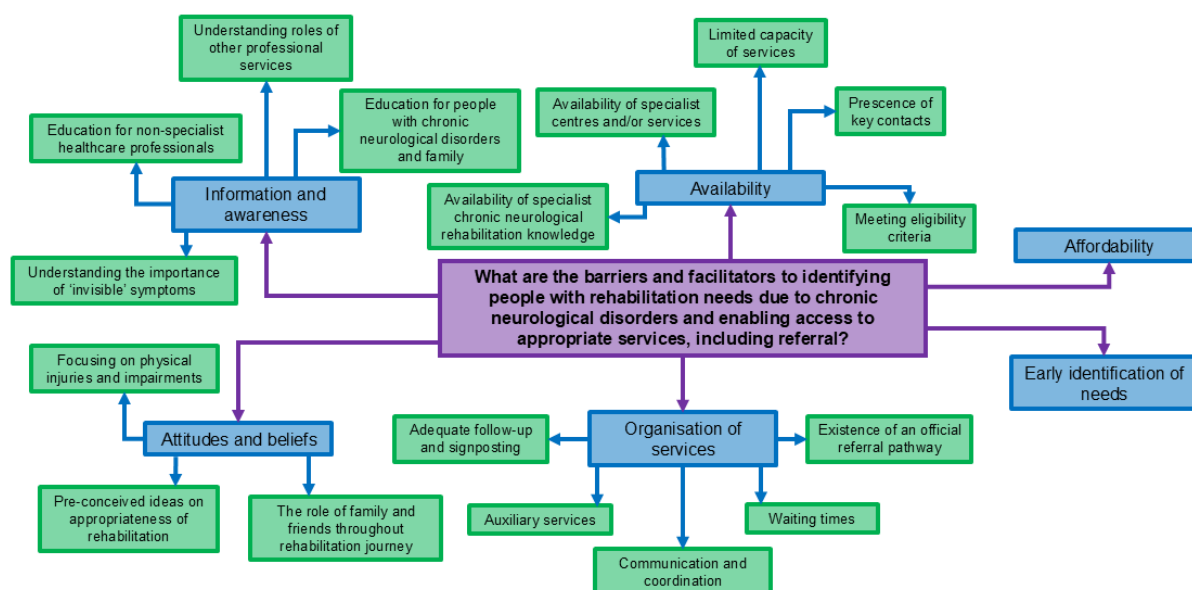 Understanding roles of
other professional
services
Education for non-specialist
healthcare professionals
Education for people
with chronic
neurological disorders
and family
Information and
awareness
Understanding the importance
of ‘invisible’ symptoms
Limited capacity
of services
Availability of specialist
centres and/or services
Prescence of
key contacts
Availability
Availability of specialist
chronic neurological
rehabilitation knowledge
Meeting eligibility
criteria
Affordability
What are the barriers and facilitators to identifying
people with rehabilitation needs due to chronic
neurological disorders and enabling access to
appropriate services, including referral?
Early identification of
needs
Focusing on physical
injuries and impairments
Attitudes and beliefs
Pre-conceived ideas on
appropriateness of
rehabilitation
The role of family and
friends throughout
rehabilitation journey
Adequate follow-up
and signposting
Organisation of
services
Existence of an official
referral pathway
Auxiliary services
Waiting times
Communication and
coordination